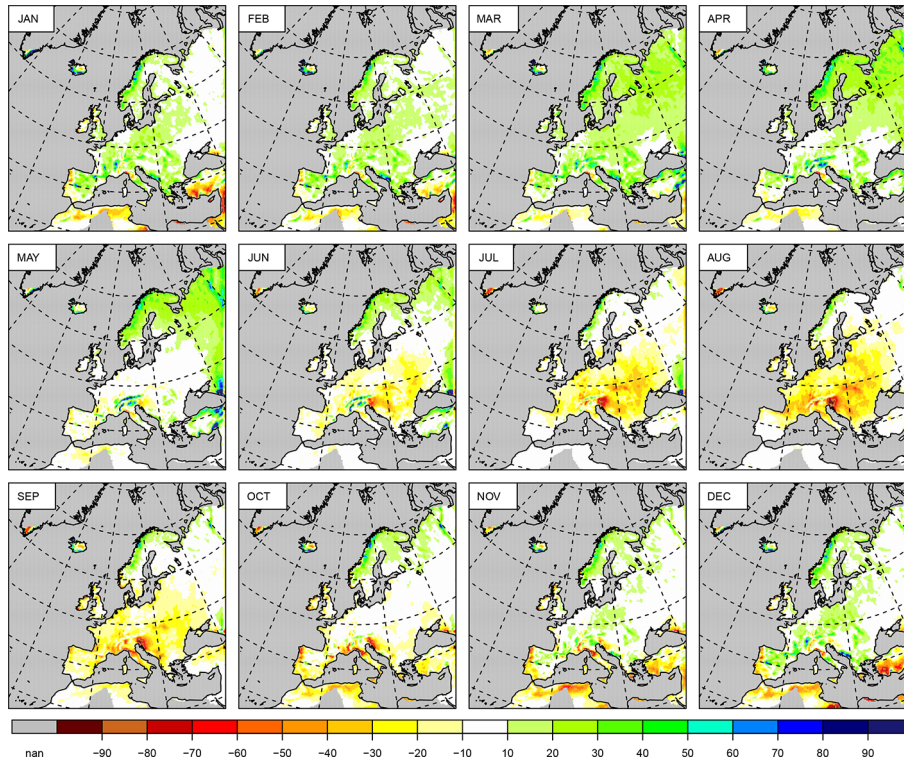 JAN FEB MAR APR
MAY JUN JUL AUG
SEP OCT NOV DEC
nan −90 −80 −70 −60 −50 −40 −30 −20 −10 10 20 30 40 50 60 70 80 90